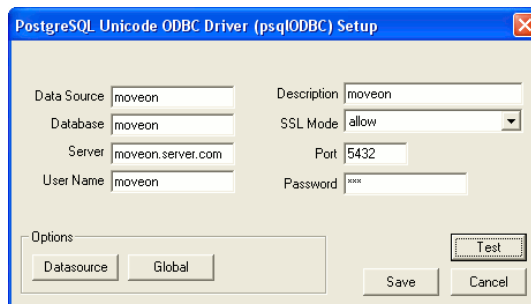 PostgreSQL Unicode ODBC Driver (psqlODBC) Setup
Data Source moveon Description moveon
Database moveon SSL Mode allow
Server moveon.server.com Port 5432
User Name moveon Password ***
Options
Datasource Global
Test
Save Cancel